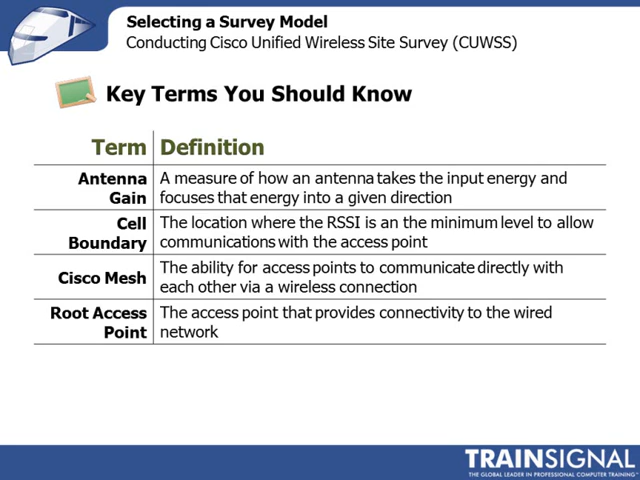 Selecting a Survey Model
Conducting Cisco Unified Wireless Site Survey (CUWSS)
Key Terms You Should Know
Term Definition
Antenna Gain A measure of how an antenna takes the input energy and
focuses that energy into a given direction
Cell Boundary The location where the RSSI is an the minimum level to allow
communications with the access point
Cisco Mesh The ability for access points to communicate directly with
each other via a wireless connection
Root Access Point The access point that provides connectivity to the wired
network
TRAINSIGNAL
THE GLOBAL LEADER IN PROFESSIONAL COMPUTER TRAINING